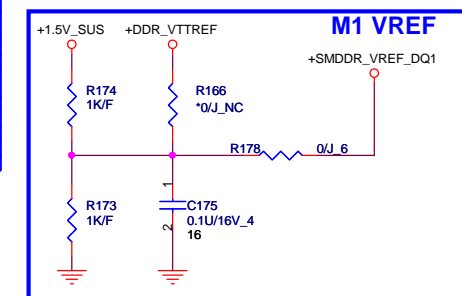 M1 VREF
+1.5V_SUS
+DDR_VTTREF
+SMDDR_VREF_DQ1
R174
1K/F
R166
*0/J_NC
R178
0/J_6
R173
1K/F
1
C175
0.1U/16V_4
16
2